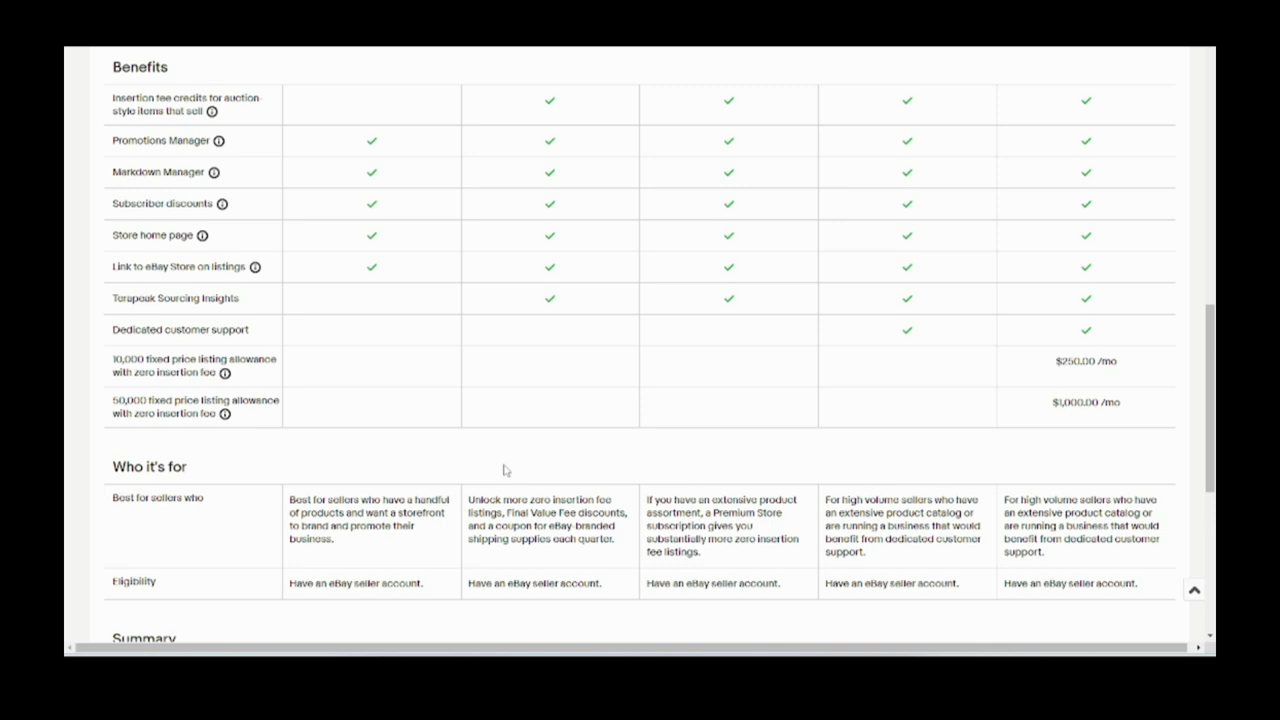 Benefits
Insertion fee credits for auction-
style items that sell
Promotions Manager
Markdown Manager
Subscriber discounts
Store home page
Link to eBay Store on listings
Terapeak Sourcing Insights
Dedicated customer support
10,000 fixed price listing allowance
with zero insertion fee
$250.00 /mo
50,000 fixed price listing allowance
with zero insertion fee
$1,000.00 /mo
Who it's for
Best for sellers who
Best for sellers who have a handful
of products and want a storefront
to brand and promote their
business.
Unlock more zero insertion fee
listings, Final Value Fee discounts,
and a coupon for eBay-branded
shipping supplies each quarter.
If you have an extensive product
assortment, a Premium Store
subscription gives you
substantially more zero insertion
fee listings.
For high volume sellers who have
an extensive product catalog or
are running a business that would
benefit from dedicated customer
support.
For high volume sellers who have
an extensive product catalog or
are running a business that would
benefit from dedicated customer
support.
Eligibility
Have an eBay seller account.
Have an eBay seller account.
Have an eBay seller account.
Have an eBay seller account.
Have an eBay seller account.
Summary